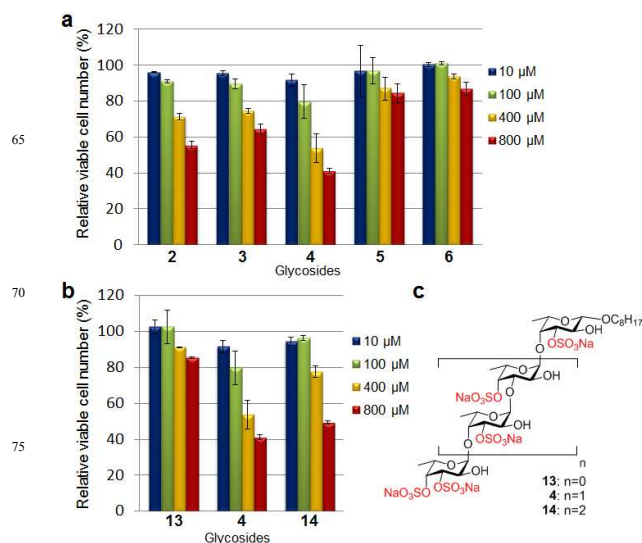 a
Relative viable cell number (%)
120
100
80
60
40
20
0
2 3 4 5 6
Glycosides
10 µM
100 µM
400 µM
800 µM
65
70
b
Relative viable cell number (%)
120
100
80
60
40
20
0
13 4 14
Glycosides
10 µM
100 µM
400 µM
800 µM
75
c
O OC8H17
OH
OSO3Na
O
O O
OH
NaO3SO
O
O O
OH
OSO3Na
O
O O
OH
NaO3SO OSO3Na
n
13: n=0
4: n=1
14: n=2